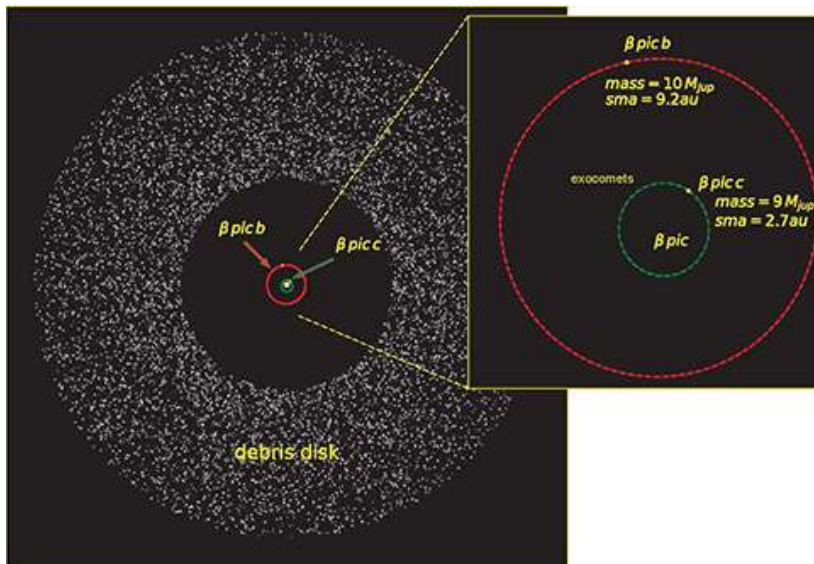 β pic b
β pic c
debris disk
β pic b
mass = 10 M_Jup
sma = 9.2au
exocomets
β pic c
mass = 9 M_Jup
sma = 2.7au
β pic